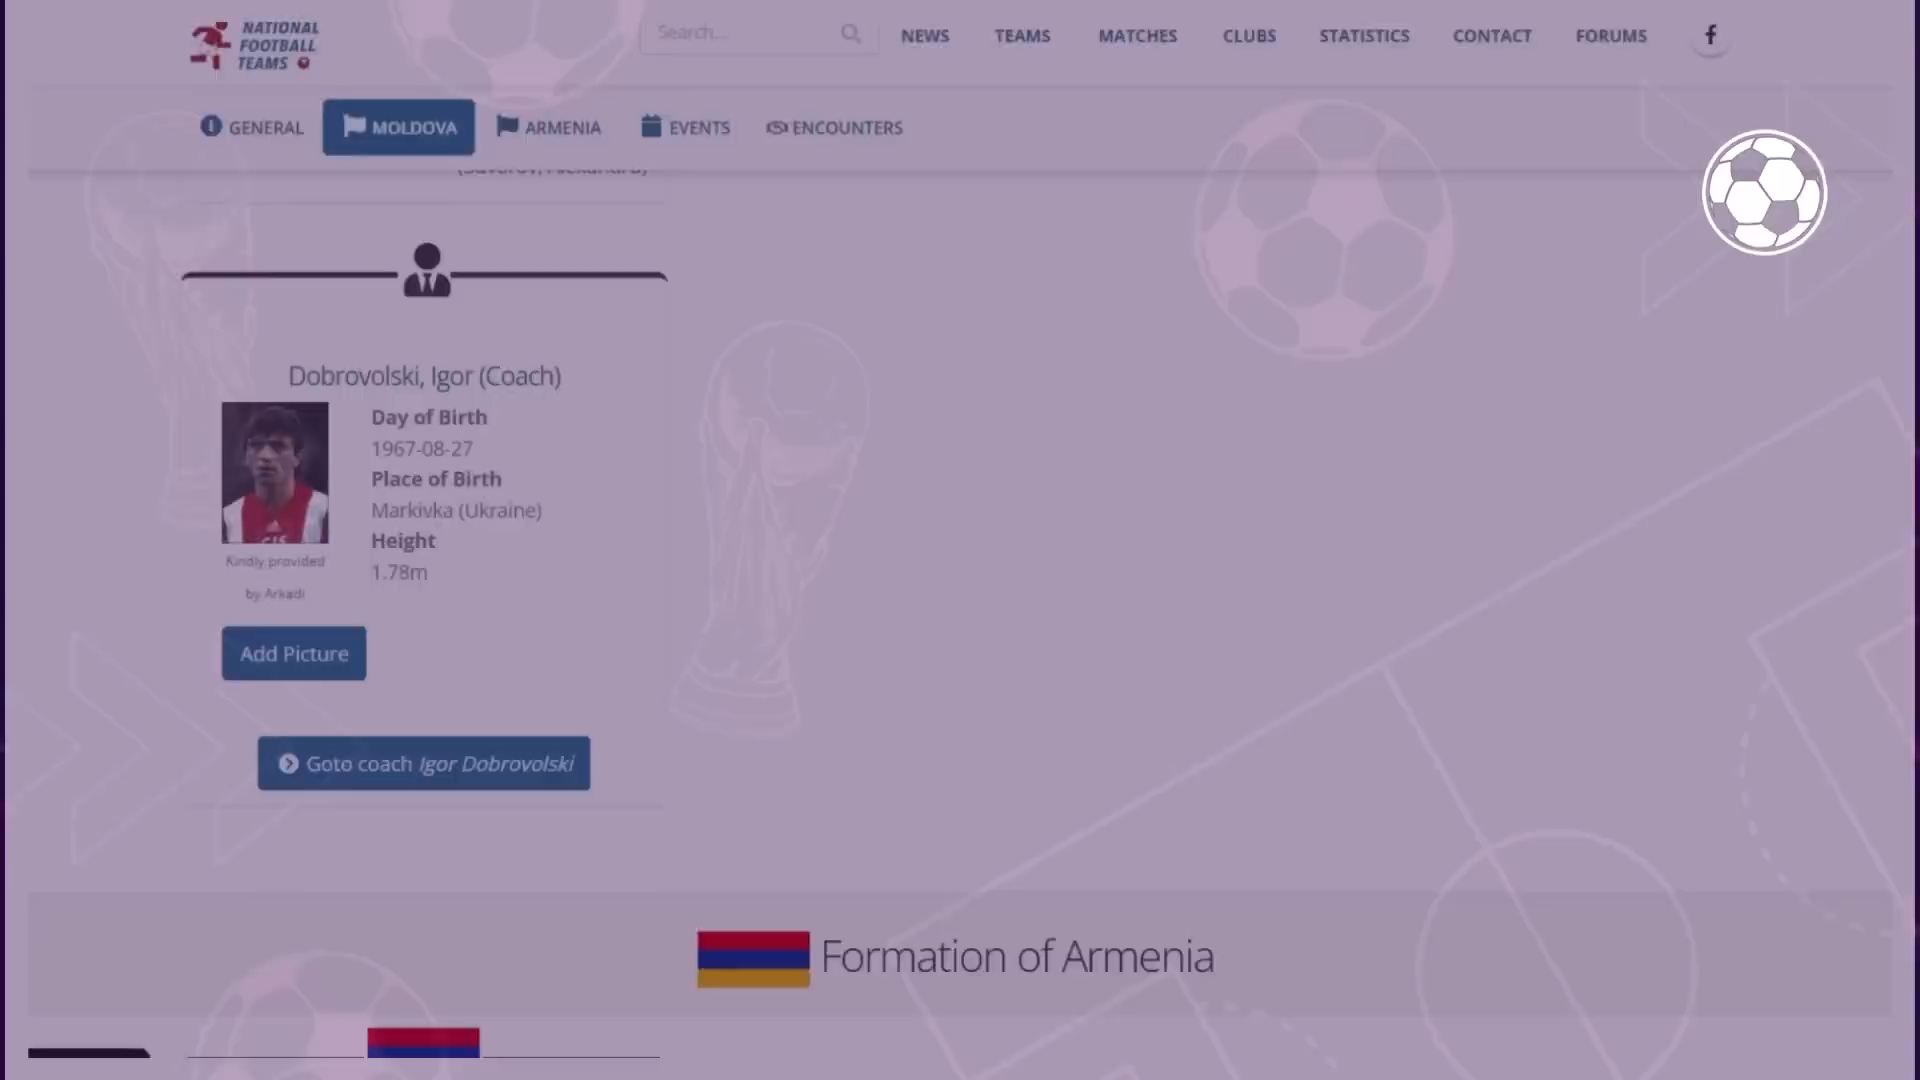 NATIONAL
FOOTBALL
TEAMS
Search...
NEWS
TEAMS
MATCHES
CLUBS
STATISTICS
CONTACT
FORUMS
GENERAL
MOLDOVA
ARMENIA
EVENTS
ENCOUNTERS
Dobrovolski, Igor (Coach)
Day of Birth
1967-08-27
Place of Birth
Markivka (Ukraine)
Height
1.78m
Kindly provided
by Arkadi
Add Picture
Goto coach Igor Dobrovolski
Formation of Armenia